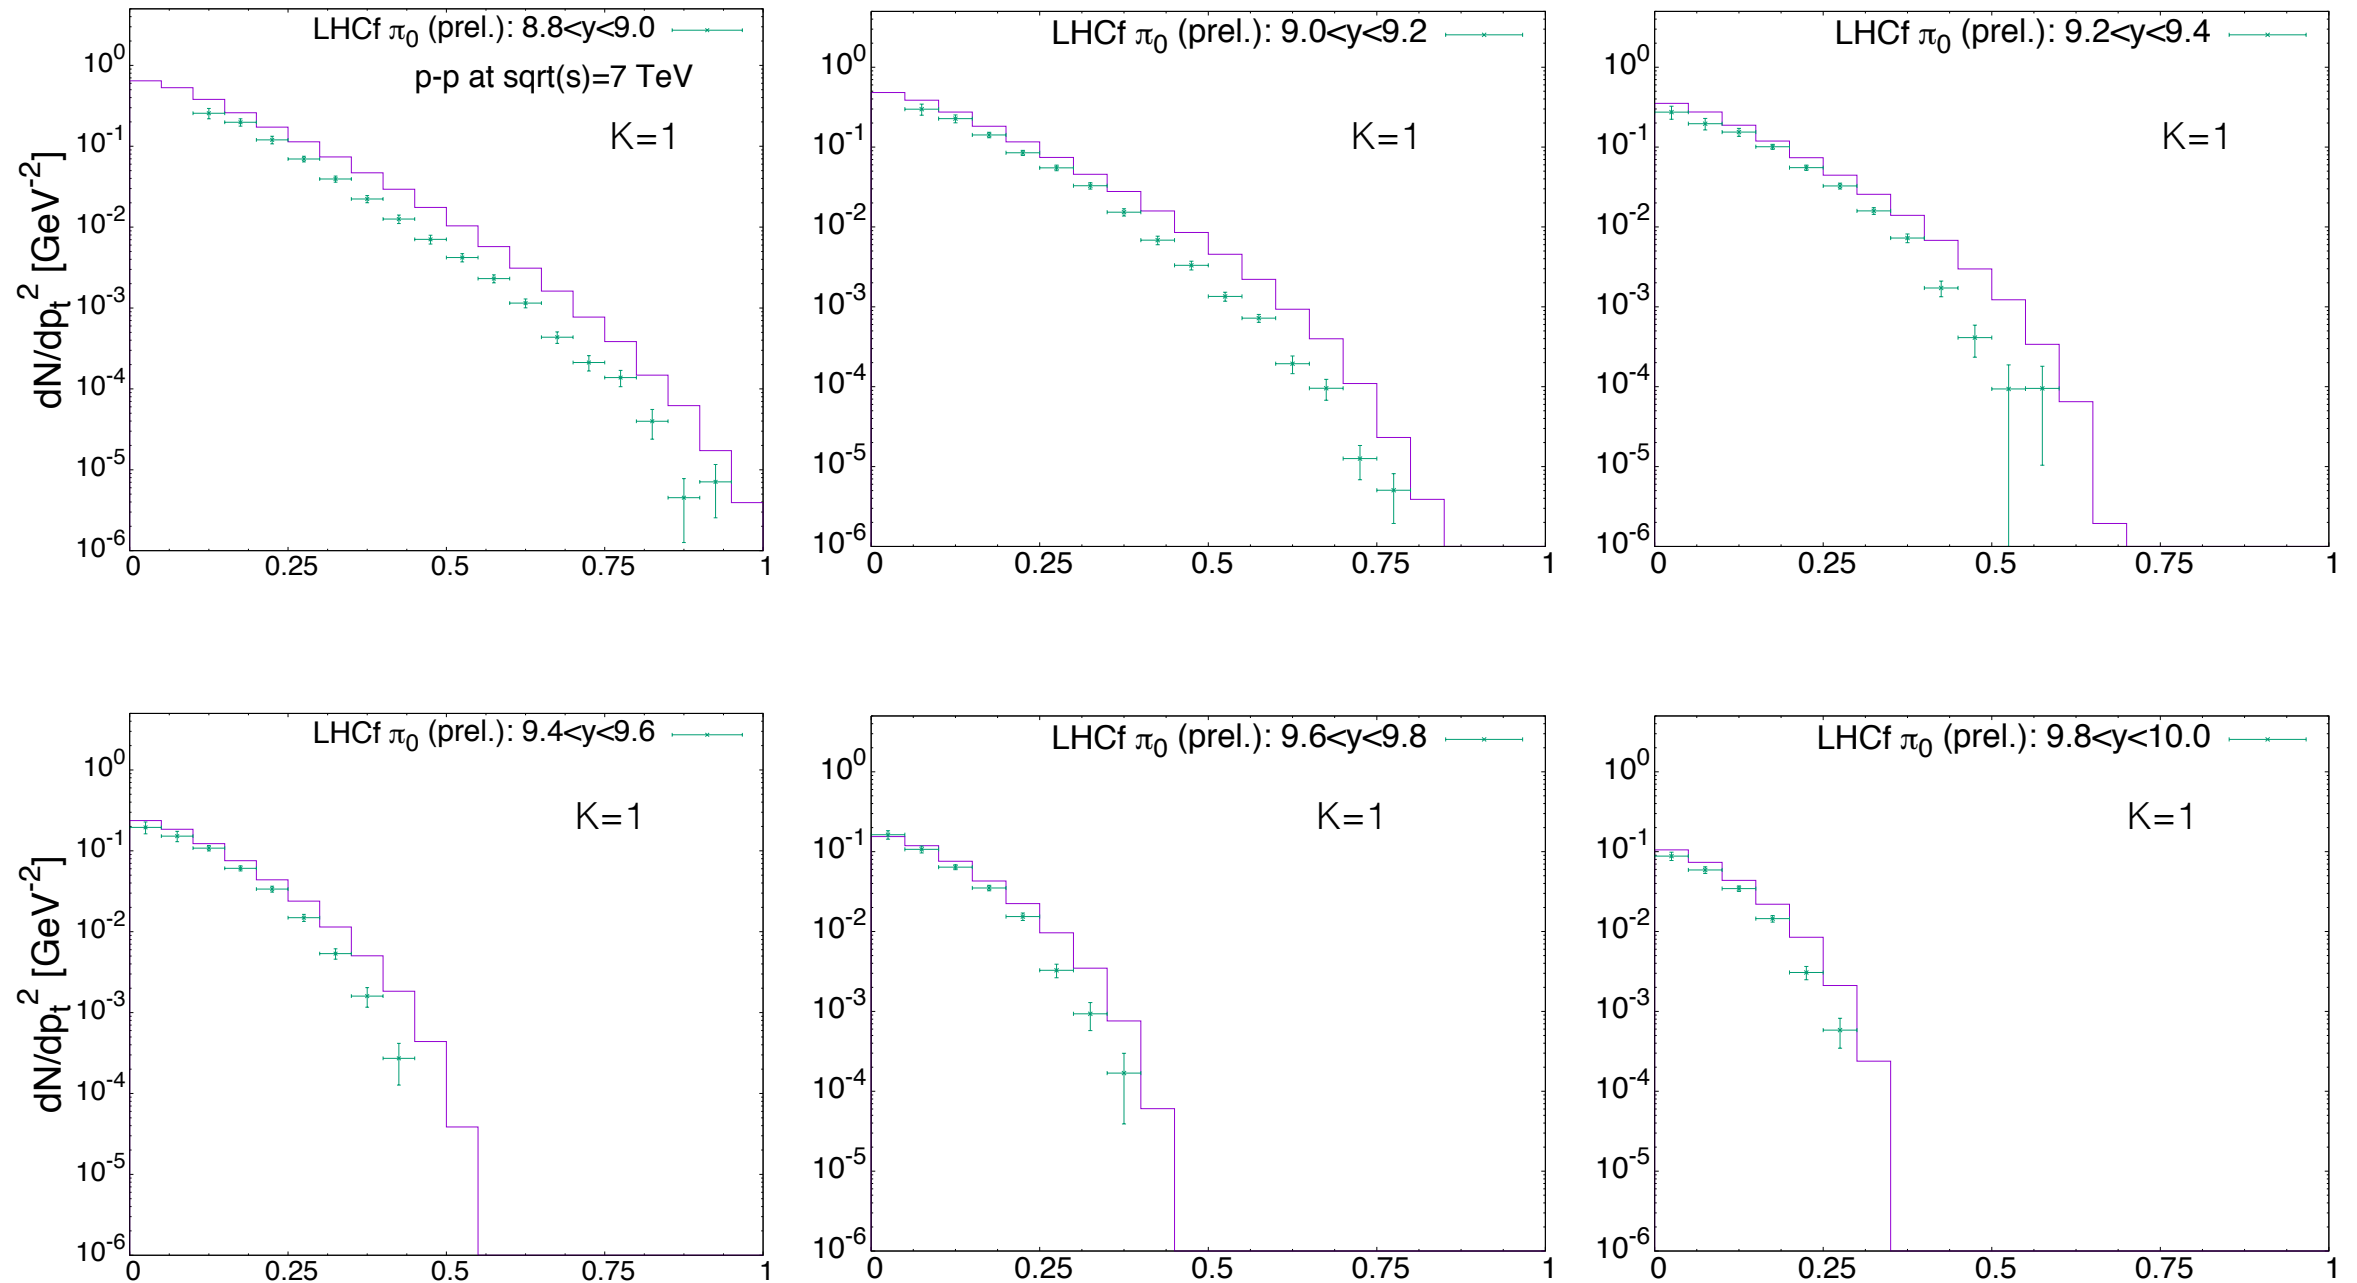 LHCf π0 (prel.): 8.8<y<9.0
p-p at sqrt(s)=7 TeV
K=1
dN/dpt^2 [GeV^-2]
10^0
10^-1
10^-2
10^-3
10^-4
10^-5
10^-6
0 0.25 0.5 0.75 1
LHCf π0 (prel.): 9.0<y<9.2
K=1
10^0
10^-1
10^-2
10^-3
10^-4
10^-5
10^-6
0 0.25 0.5 0.75 1
LHCf π0 (prel.): 9.2<y<9.4
K=1
10^0
10^-1
10^-2
10^-3
10^-4
10^-5
10^-6
0 0.25 0.5 0.75 1
LHCf π0 (prel.): 9.4<y<9.6
K=1
dN/dpt^2 [GeV^-2]
10^0
10^-1
10^-2
10^-3
10^-4
10^-5
10^-6
0 0.25 0.5 0.75 1
LHCf π0 (prel.): 9.6<y<9.8
K=1
10^0
10^-1
10^-2
10^-3
10^-4
10^-5
10^-6
0 0.25 0.5 0.75 1
LHCf π0 (prel.): 9.8<y<10.0
K=1
10^0
10^-1
10^-2
10^-3
10^-4
10^-5
10^-6
0 0.25 0.5 0.75 1